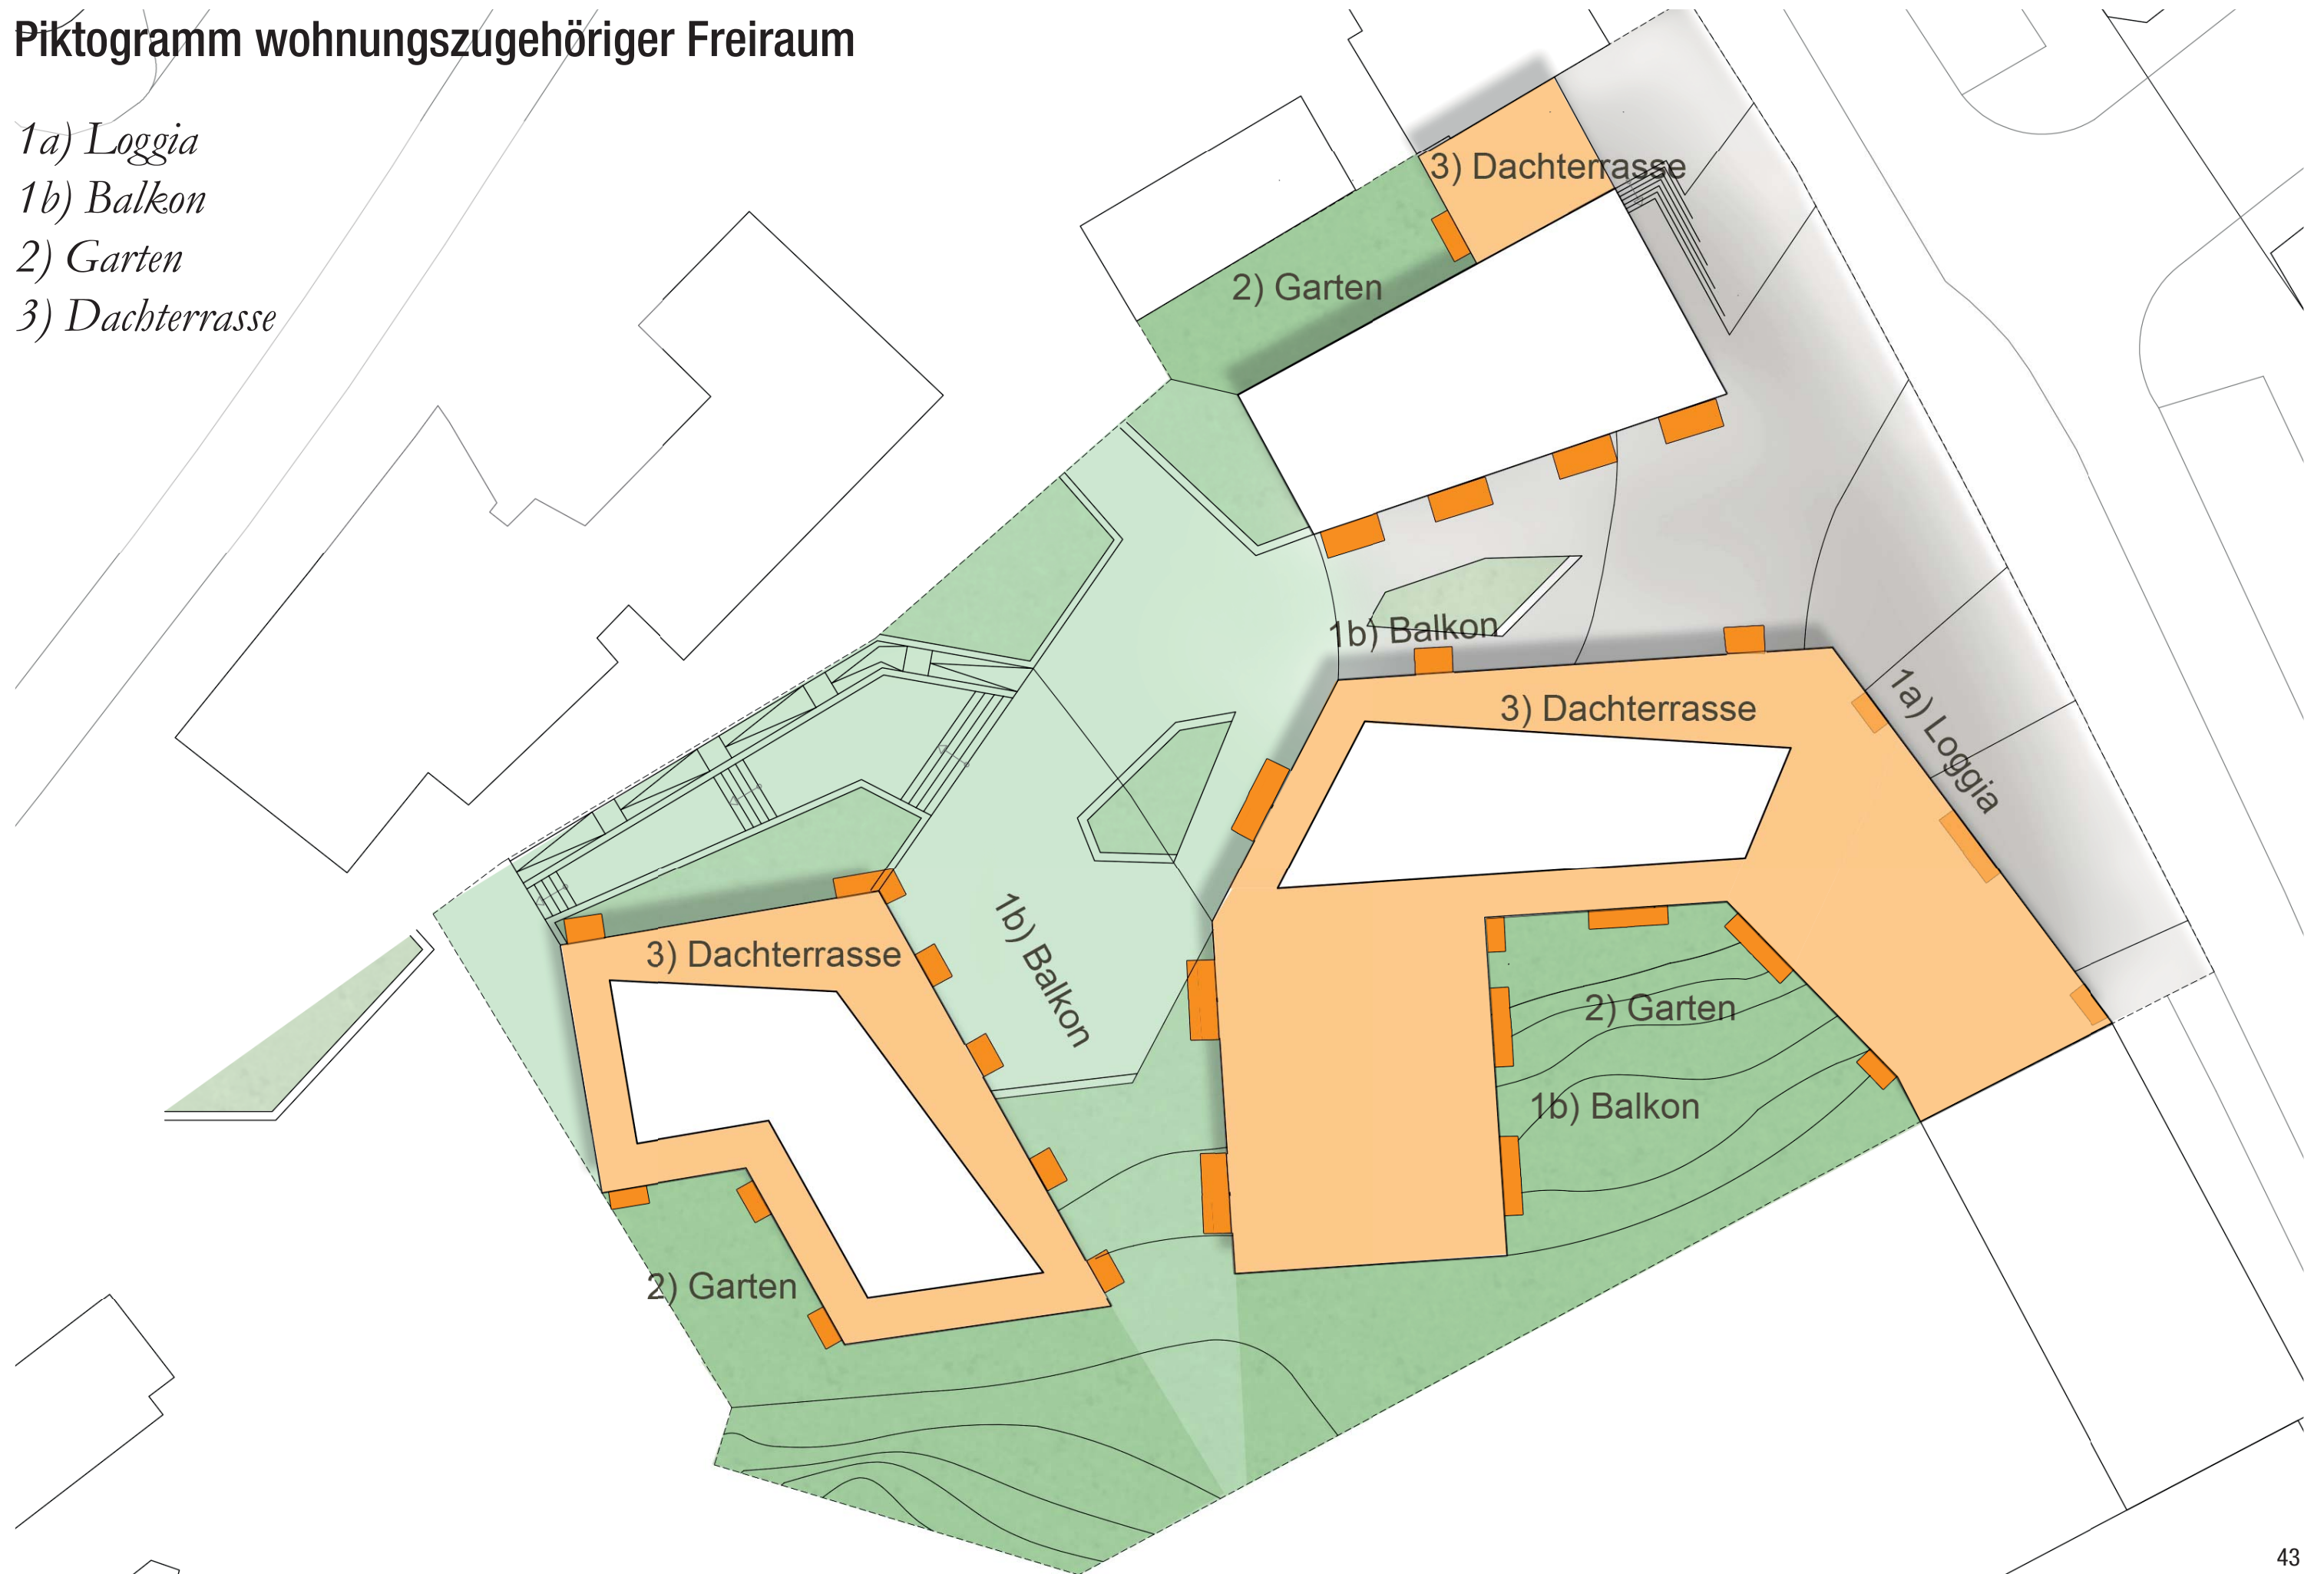 Piktogramm wohnungszugehöriger Freiraum
1a) Loggia
1b) Balkon
2) Garten
3) Dachterrasse
3) Dachterrasse
2) Garten
1b) Balkon
3) Dachterrasse
1a) Loggia
1b) Balkon
3) Dachterrasse
2) Garten
1b) Balkon
2) Garten
43